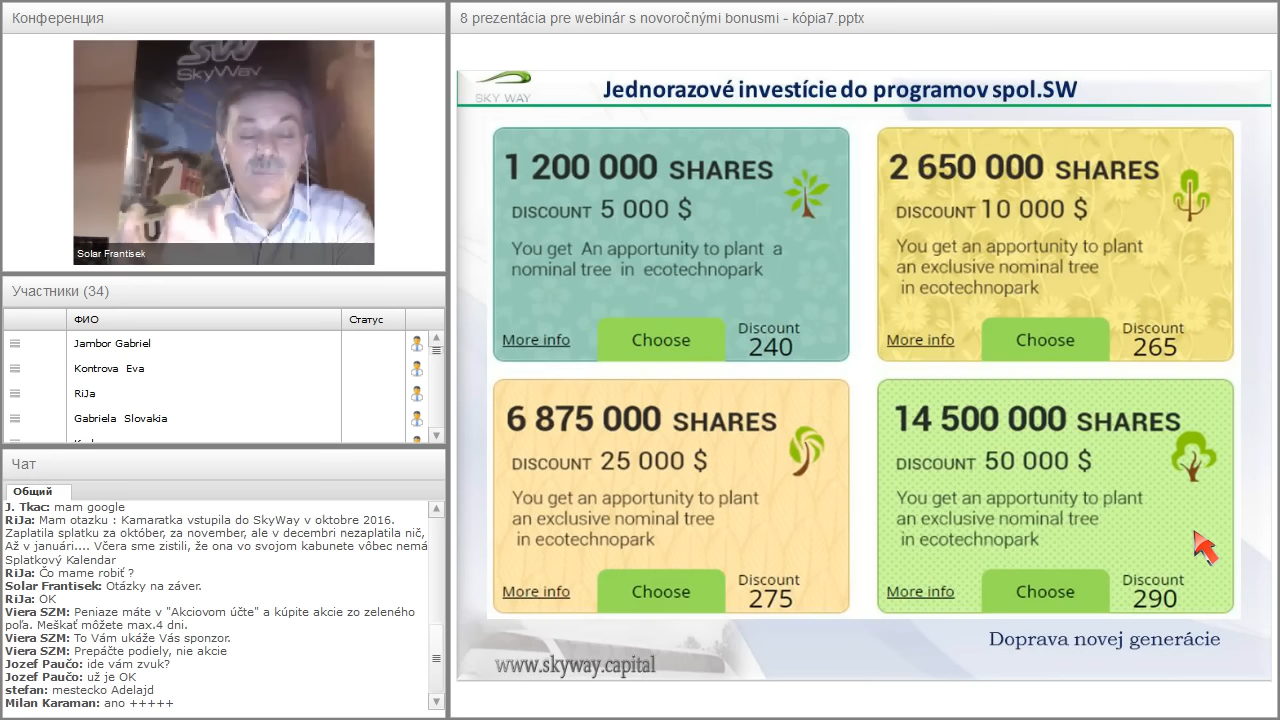 Конференция
SW
SkyWay
Solar Frantisek
Участники (34)
ФИО
Статус
Jambor Gabriel
Kontrova Eva
RiJa
Gabriela Slovakia
Чат
Общий
J. Tkac: mam google
RiJa: Mam otazku : Kamaratka vstupila do SkyWay v oktobre 2016.
Zaplatila splatku za október, za november, ale v decembri nezaplatila nič,
Až v januári.... Včera sme zistili, že ona vo svojom kabunete vôbec nemá
Splatkový Kalendar
RiJa: Čo mame robiť ?
Solar Frantisek: Otázky na záver.
RiJa: OK
Viera SZM: Peniaze máte v "Akciovom účte" a kúpite akcie zo zeleného
poľa. Meškať môžete max.4 dni.
Viera SZM: To Vám ukáže Vás sponzor.
Viera SZM: Prepáčte podiely, nie akcie
Jozef Paučo: ide vám zvuk?
Jozef Paučo: už je OK
stefan: mestecko Adelajd
Milan Karaman: ano +++++
8 prezentácia pre webinár s novoročnými bonusmi - kópia7.pptx
SKY WAY
Jednorazové investície do programov spol.SW
1 200 000 SHARES
DISCOUNT 5 000 $
You get An apportunity to plant a
nominal tree in ecotechnopark
More info
Choose
Discount
240
2 650 000 SHARES
DISCOUNT 10 000 $
You get an apportunity to plant
an exclusive nominal tree
in ecotechnopark
More info
Choose
Discount
265
6 875 000 SHARES
DISCOUNT 25 000 $
You get an apportunity to plant
an exclusive nominal tree
in ecotechnopark
More info
Choose
Discount
275
14 500 000 SHARES
DISCOUNT 50 000 $
You get an apportunity to plant
an exclusive nominal tree
in ecotechnopark
More info
Choose
Discount
290
Doprava novej generácie
www.skyway.capital